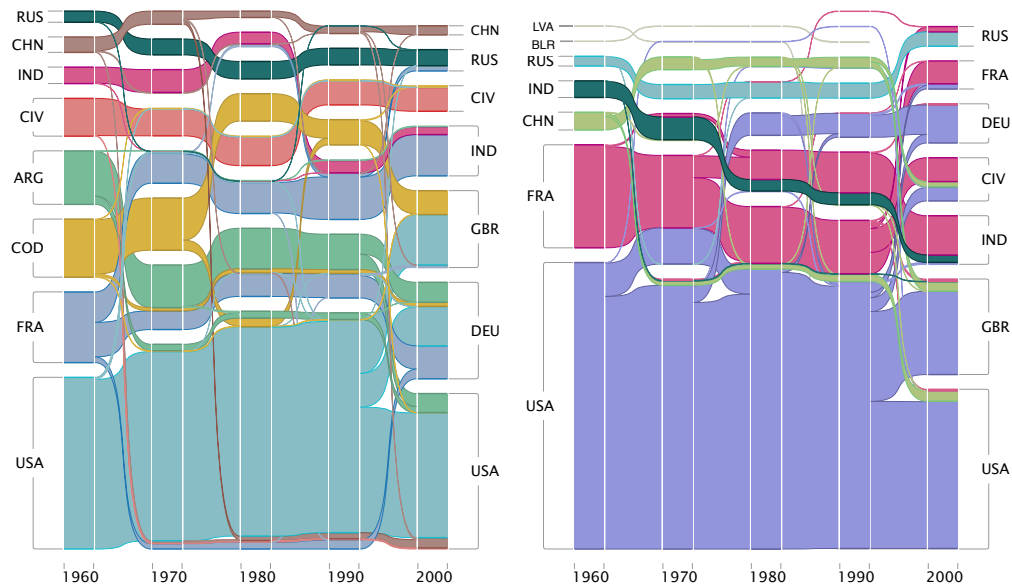 RUS
CHN
IND
CIV
ARG
COD
FRA
USA
CHN
RUS
CIV
IND
GBR
DEU
USA
1960 1970 1980 1990 2000
LVA
BLR
RUS
IND
CHN
FRA
USA
RUS
FRA
DEU
CIV
IND
GBR
USA
1960 1970 1980 1990 2000